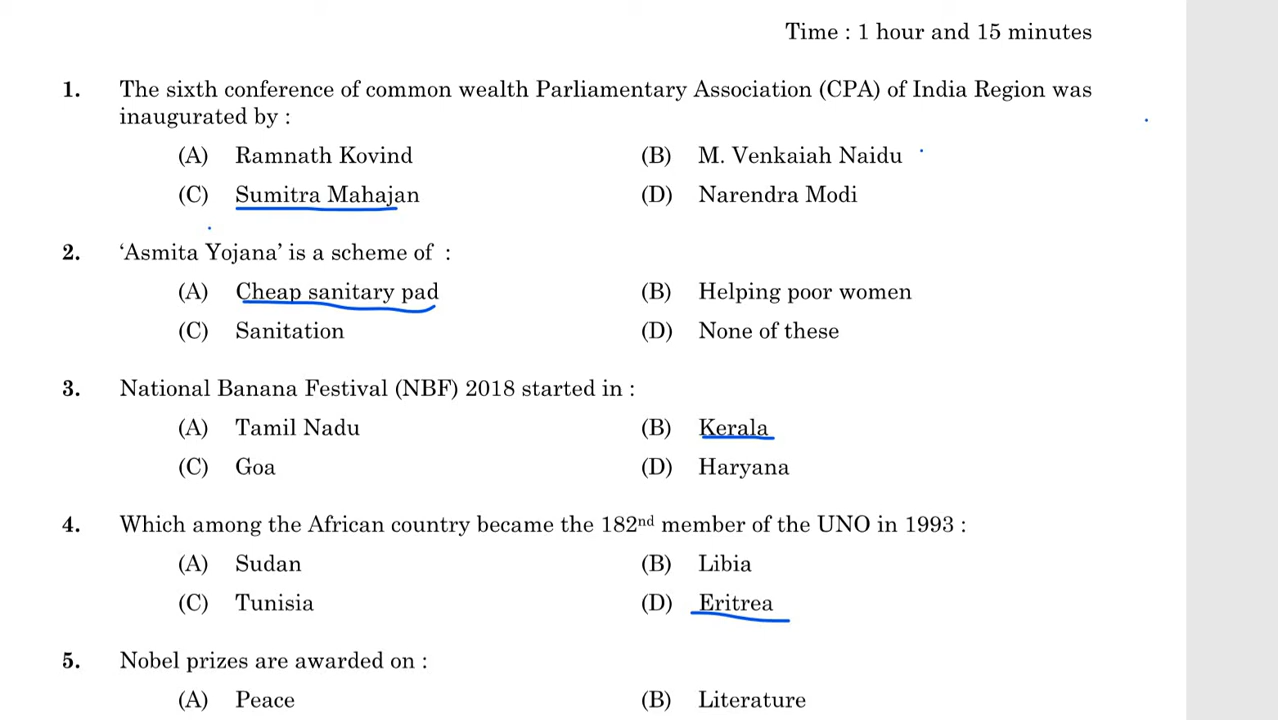 Time : 1 hour and 15 minutes
1. The sixth conference of common wealth Parliamentary Association (CPA) of India Region was
inaugurated by :
(A) Ramnath Kovind (B) M. Venkaiah Naidu
(C) Sumitra Mahajan (D) Narendra Modi
2. ‘Asmita Yojana’ is a scheme of :
(A) Cheap sanitary pad (B) Helping poor women
(C) Sanitation (D) None of these
3. National Banana Festival (NBF) 2018 started in :
(A) Tamil Nadu (B) Kerala
(C) Goa (D) Haryana
4. Which among the African country became the 182nd member of the UNO in 1993 :
(A) Sudan (B) Libia
(C) Tunisia (D) Eritrea
5. Nobel prizes are awarded on :
(A) Peace (B) Literature